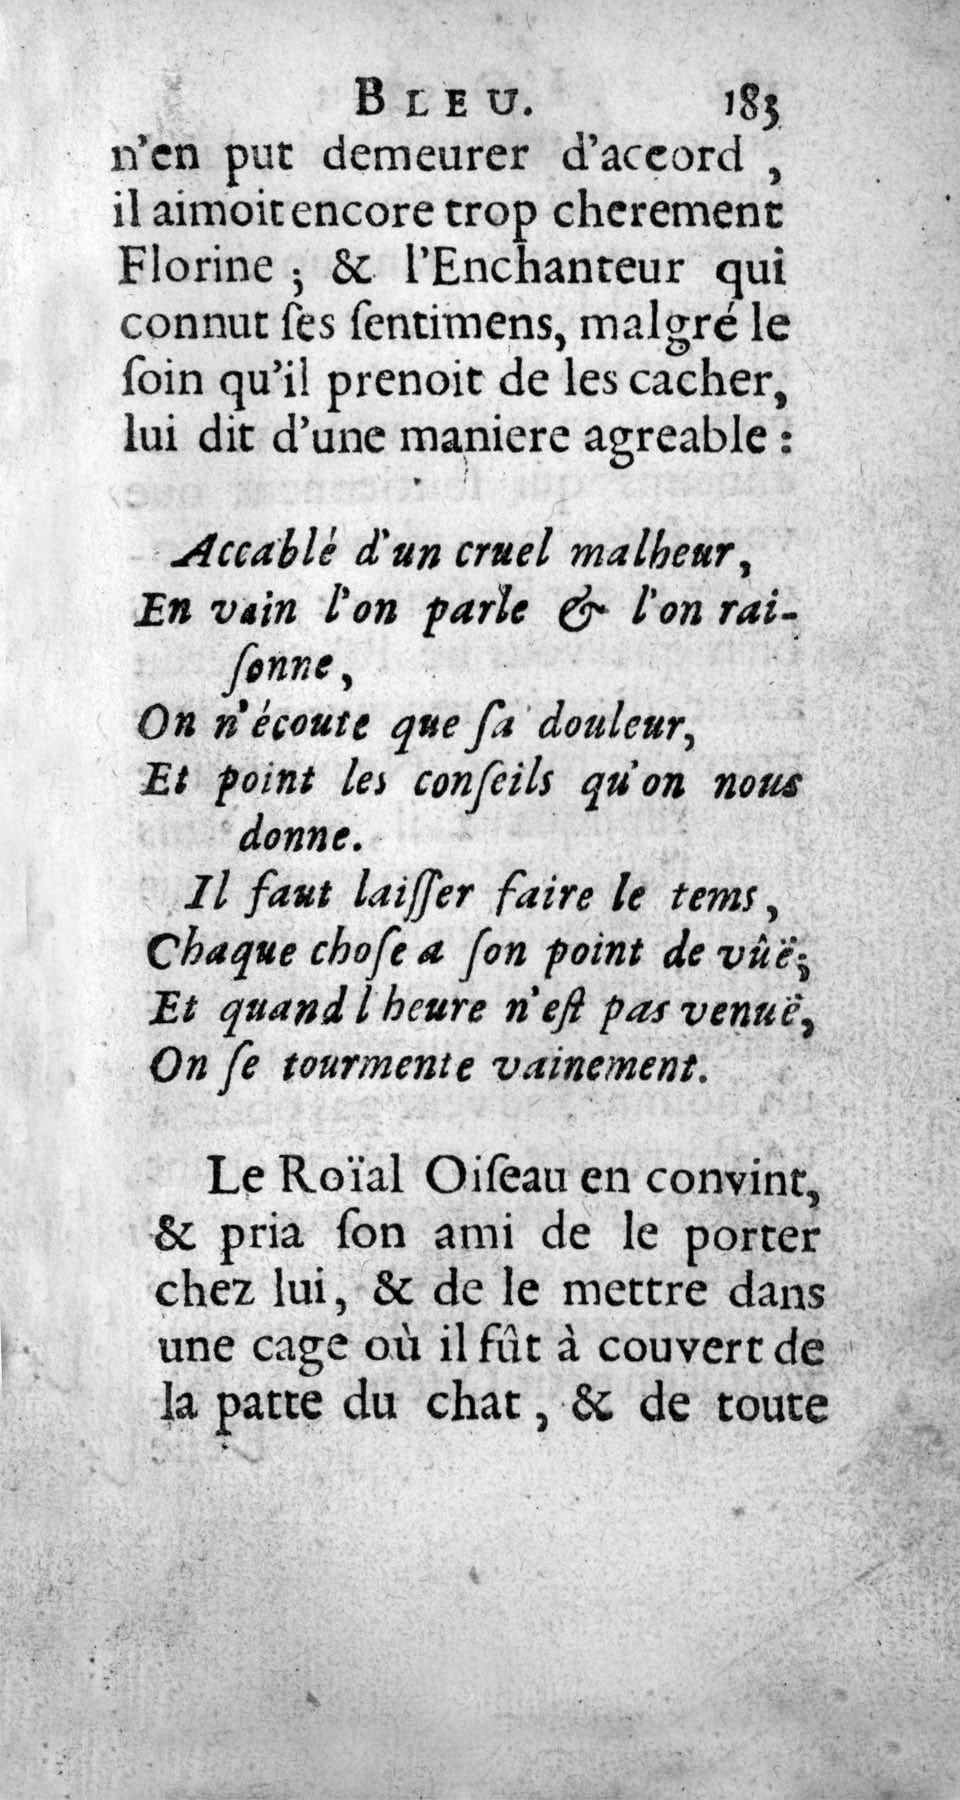 BLEU. 183
n'en put demeurer d'accord ,
il aimoit encore trop cherement
Florine ; & l'Enchanteur qui
connut ſes ſentimens, malgré le
ſoin qu'il prenoit de les cacher,
lui dit d'une maniere agreable :
Accablé d'un cruel malheur,
En vain l'on parle & l'on rai-
ſonne,
On n'écoute que ſa douleur,
Et point les conſeils qu'on nous
donne.
Il faut laiſſer faire le tems,
Chaque choſe a ſon point de vûë;
Et quand l heure n'eſt pas venuë,
On ſe tourmente vainement.
Le Roïal Oiſeau en convint,
& pria ſon ami de le porter
chez lui, & de le mettre dans
une cage où il fût à couvert de
la patte du chat, & de toute